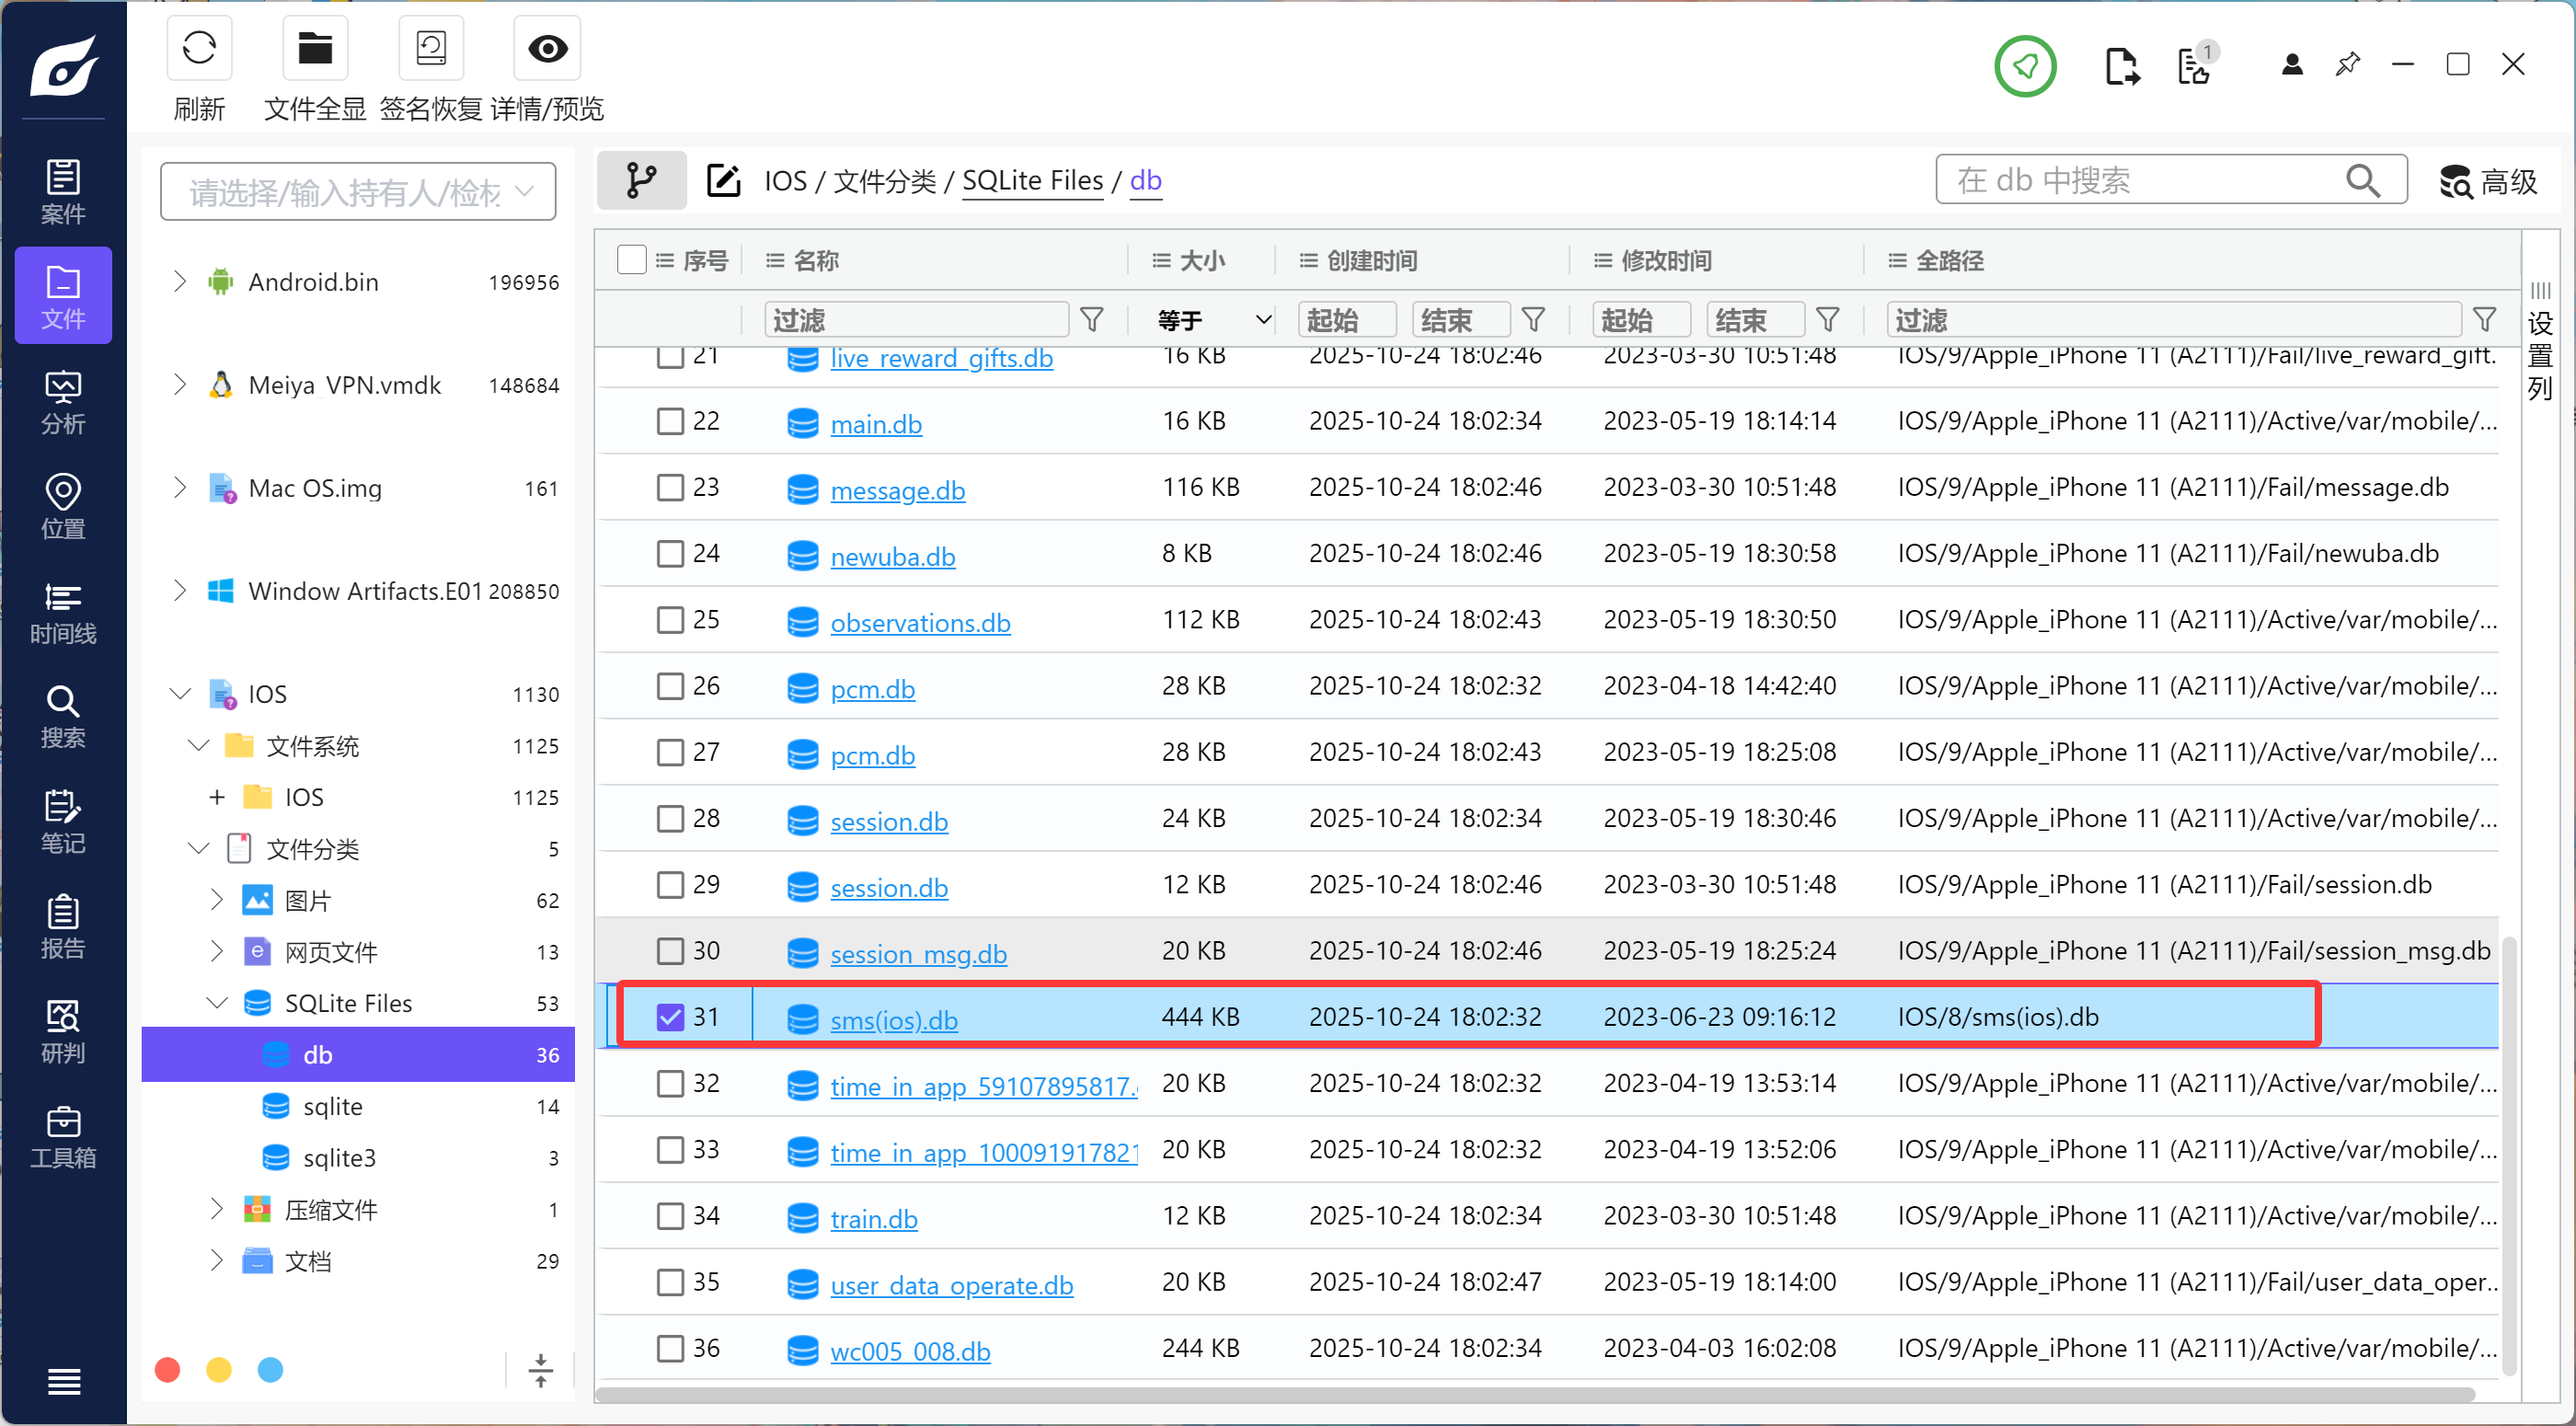 刷新 文件全显 签名恢复 详情/预览
1
案件
文件
分析
位置
时间线
搜索
笔记
报告
研判
工具箱
请选择/输入持有人/检材
Android.bin 196956
Meiya_VPN.vmdk 148684
Mac OS.img 161
Window Artifacts.E01 208850
IOS 1130
文件系统 1125
IOS 1125
文件分类 5
图片 62
网页文件 13
SQLite Files 53
db 36
sqlite 14
sqlite3 3
压缩文件 1
文档 29
IOS / 文件分类 / SQLite Files / db
在 db 中搜索
高级
序号 名称 大小 创建时间 修改时间 全路径
过滤 等于 起始 结束 起始 结束 过滤
设置列
21 live_reward_gifts.db 16 KB 2025-10-24 18:02:46 2023-03-30 10:51:48 IOS/9/Apple_iPhone 11 (A2111)/Fail/live_reward_gift.
22 main.db 16 KB 2025-10-24 18:02:34 2023-05-19 18:14:14 IOS/9/Apple_iPhone 11 (A2111)/Active/var/mobile/...
23 message.db 116 KB 2025-10-24 18:02:46 2023-03-30 10:51:48 IOS/9/Apple_iPhone 11 (A2111)/Fail/message.db
24 newuba.db 8 KB 2025-10-24 18:02:46 2023-05-19 18:30:58 IOS/9/Apple_iPhone 11 (A2111)/Fail/newuba.db
25 observations.db 112 KB 2025-10-24 18:02:43 2023-05-19 18:30:50 IOS/9/Apple_iPhone 11 (A2111)/Active/var/mobile/...
26 pcm.db 28 KB 2025-10-24 18:02:32 2023-04-18 14:42:40 IOS/9/Apple_iPhone 11 (A2111)/Active/var/mobile/...
27 pcm.db 28 KB 2025-10-24 18:02:43 2023-05-19 18:25:08 IOS/9/Apple_iPhone 11 (A2111)/Active/var/mobile/...
28 session.db 24 KB 2025-10-24 18:02:34 2023-05-19 18:30:46 IOS/9/Apple_iPhone 11 (A2111)/Active/var/mobile/...
29 session.db 12 KB 2025-10-24 18:02:46 2023-03-30 10:51:48 IOS/9/Apple_iPhone 11 (A2111)/Fail/session.db
30 session_msg.db 20 KB 2025-10-24 18:02:46 2023-05-19 18:25:24 IOS/9/Apple_iPhone 11 (A2111)/Fail/session_msg.db
31 sms(ios).db 444 KB 2025-10-24 18:02:32 2023-06-23 09:16:12 IOS/8/sms(ios).db
32 time_in_app_59107895817. 20 KB 2025-10-24 18:02:32 2023-04-19 13:53:14 IOS/9/Apple_iPhone 11 (A2111)/Active/var/mobile/...
33 time_in_app_100091917821 20 KB 2025-10-24 18:02:32 2023-04-19 13:52:06 IOS/9/Apple_iPhone 11 (A2111)/Active/var/mobile/...
34 train.db 12 KB 2025-10-24 18:02:34 2023-03-30 10:51:48 IOS/9/Apple_iPhone 11 (A2111)/Active/var/mobile/...
35 user_data_operate.db 20 KB 2025-10-24 18:02:47 2023-05-19 18:14:00 IOS/9/Apple_iPhone 11 (A2111)/Fail/user_data_oper...
36 wc005_008.db 244 KB 2025-10-24 18:02:34 2023-04-03 16:02:08 IOS/9/Apple_iPhone 11 (A2111)/Active/var/mobile/...